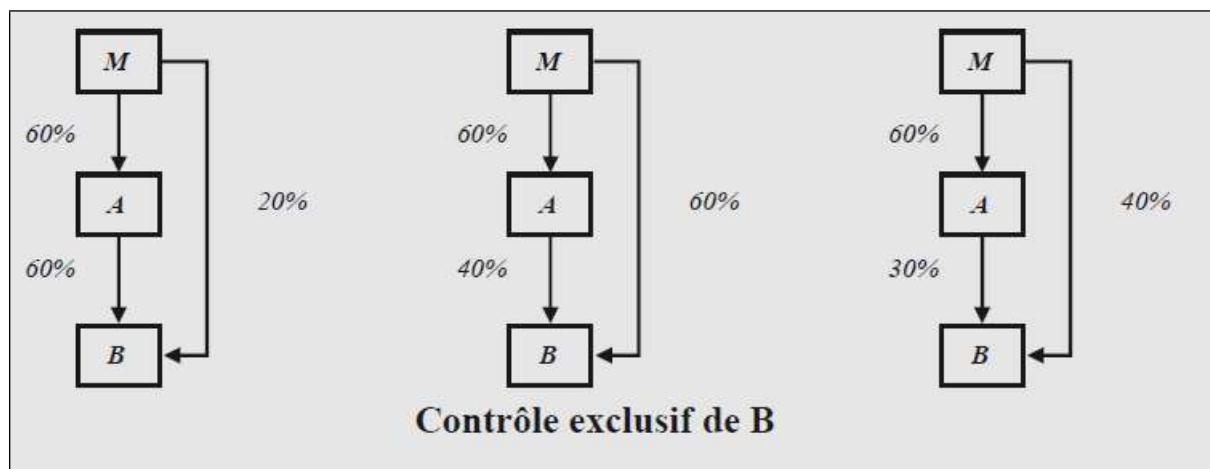 M M M
60% 60% 60%
A 20% A 60% A 40%
60% 40% 30%
B B B
Contrôle exclusif de B